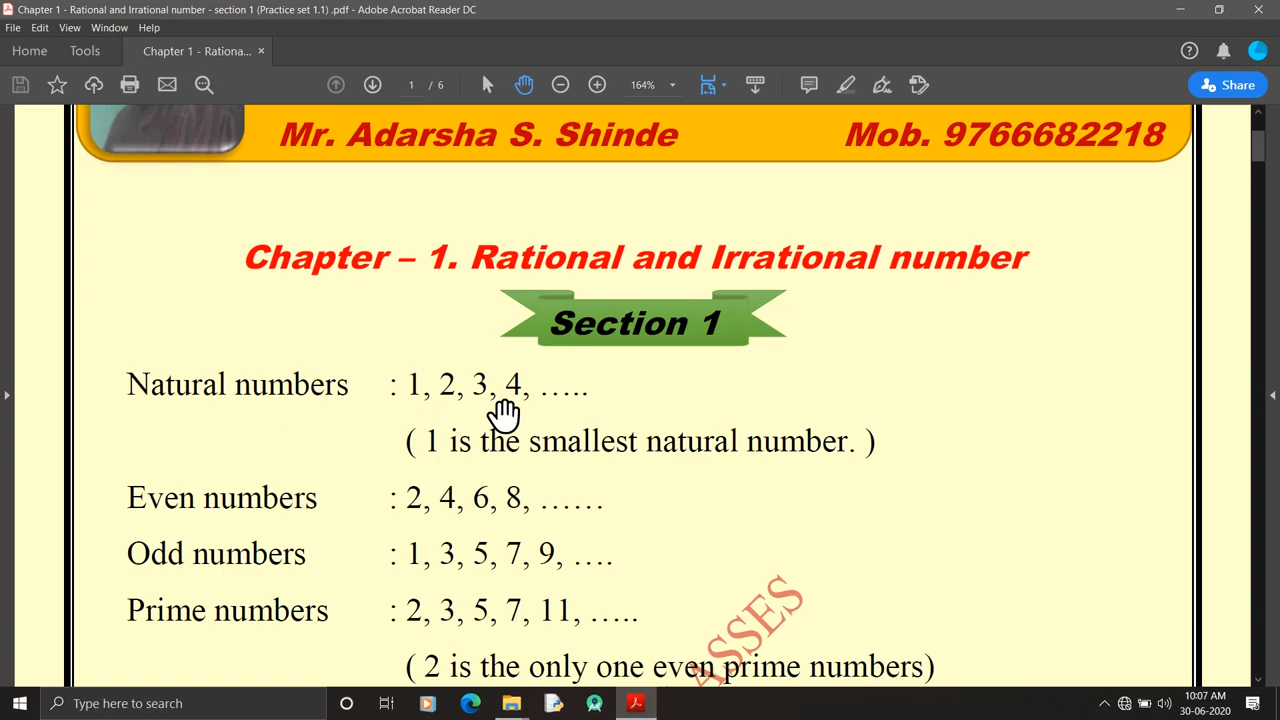 Chapter 1 - Rational and Irrational number - section 1 (Practice set 1.1) .pdf - Adobe Acrobat Reader DC
File Edit View Window Help
Home Tools Chapter 1 - Rationa... ×
1 / 6 164% Share
Mr. Adarsha S. Shinde Mob. 9766682218
Chapter – 1. Rational and Irrational number
Section 1
Natural numbers : 1, 2, 3, 4, …..
( 1 is the smallest natural number. )
Even numbers : 2, 4, 6, 8, ……
Odd numbers : 1, 3, 5, 7, 9, ….
Prime numbers : 2, 3, 5, 7, 11, …..
( 2 is the only one even prime numbers)
ASSES
Type here to search
10:07 AM
30-06-2020